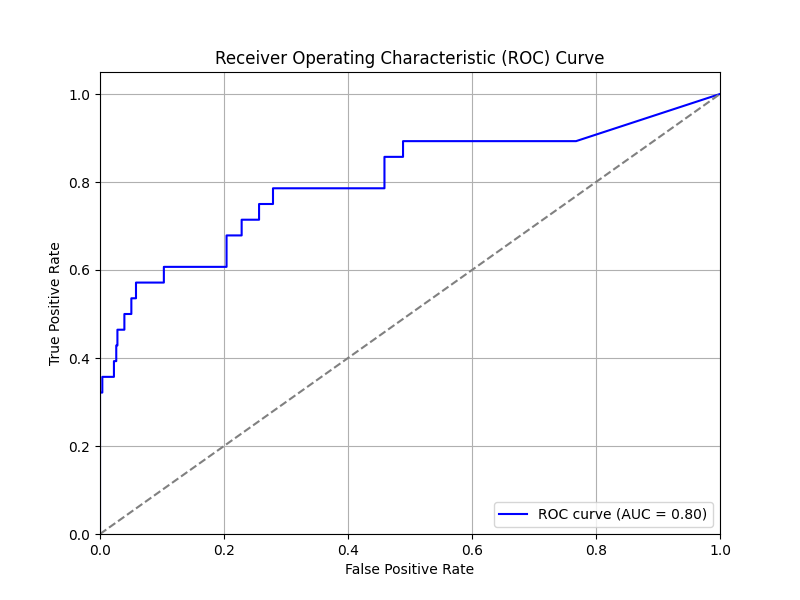 Receiver Operating Characteristic (ROC) Curve
True Positive Rate
1.0
0.8
0.6
0.4
0.2
0.0
ROC curve (AUC = 0.80)
0.0 0.2 0.4 0.6 0.8 1.0
False Positive Rate